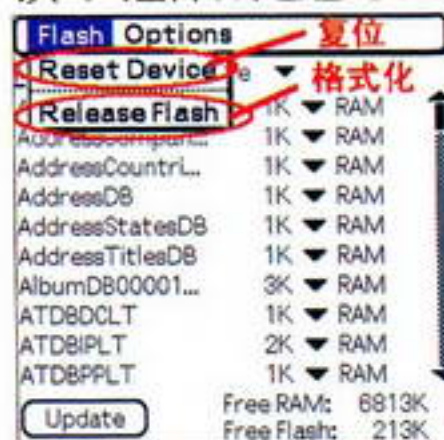 Flash Options 复位
Reset Device e
格式化
Release Flash 1K RAM
AddressCountri... 1K RAM
AddressDB 1K RAM
AddressStatesDB 1K RAM
AddressTitlesDB 1K RAM
AlbumDB00001... 3K RAM
ATDBDCLT 1K RAM
ATDBIPLT 2K RAM
ATDBPPLT 1K RAM
Update
Free RAM: 6813K
Free Flash: 213K